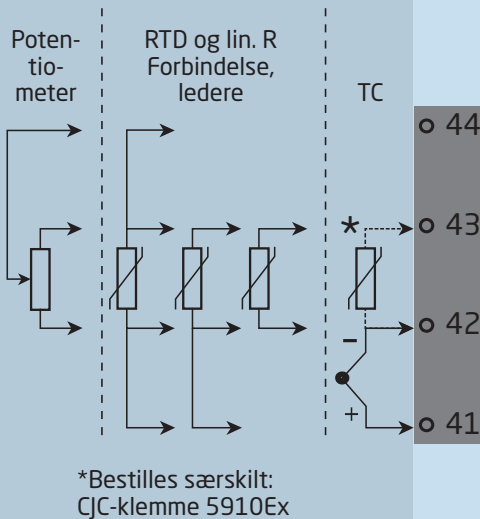 Poten-
tio-
meter
RTD og lin. R
Forbindelse,
ledere
TC
44
*
43
42
-
+
41
*Bestilles særskilt:
CJC-klemme 5910Ex